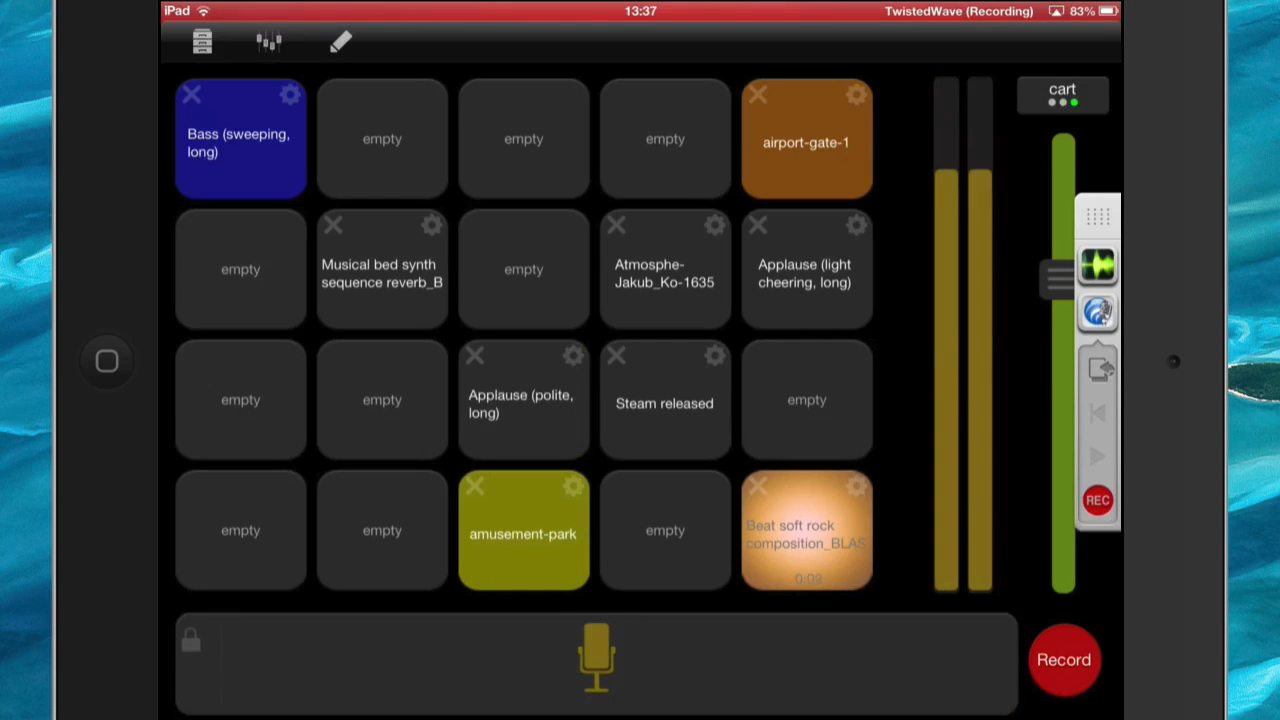 iPad
13:37
TwistedWave (Recording)
83%
cart
Bass (sweeping,
long)
empty
empty
empty
airport-gate-1
empty
Musical bed synth
sequence reverb_B
empty
Atmosphe-
Jakub_Ko-1635
Applause (light
cheering, long)
empty
empty
Applause (polite,
long)
Steam released
empty
empty
empty
amusement-park
empty
Beat soft rock
composition_BLAS
0:09
REC
Record